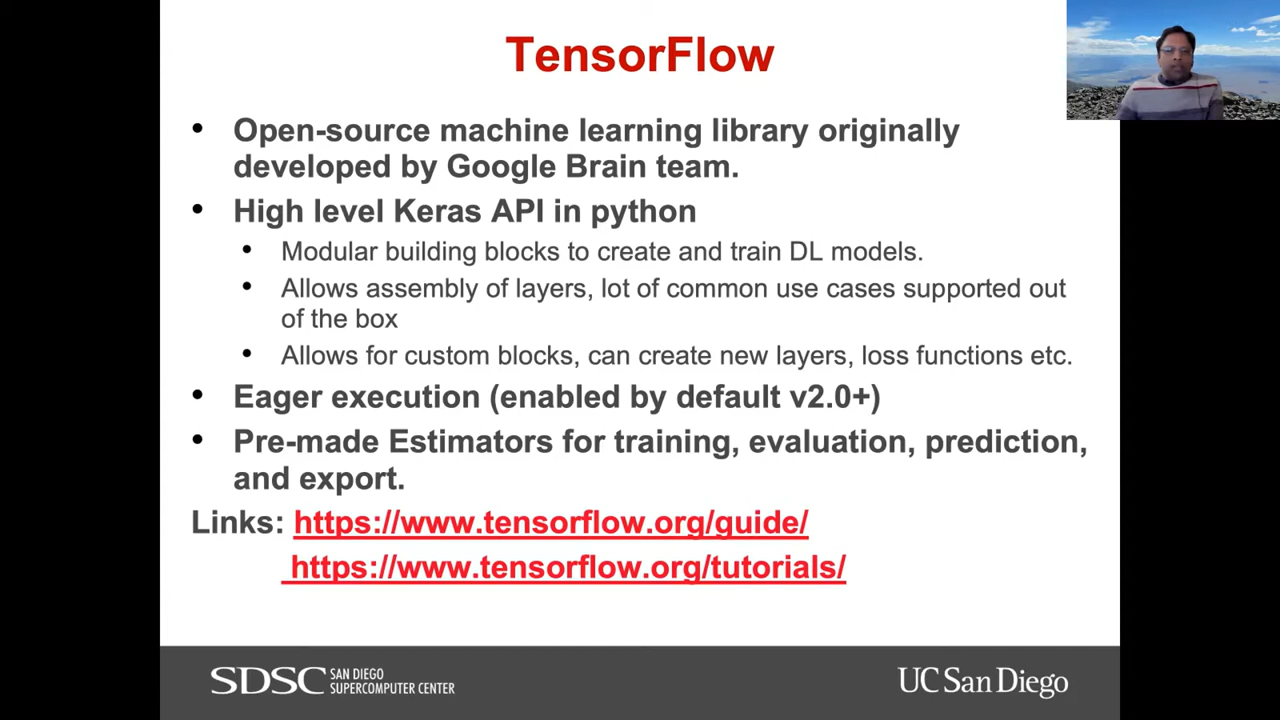 TensorFlow
• Open-source machine learning library originally
developed by Google Brain team.
• High level Keras API in python
• Modular building blocks to create and train DL models.
• Allows assembly of layers, lot of common use cases supported out
of the box
• Allows for custom blocks, can create new layers, loss functions etc.
• Eager execution (enabled by default v2.0+)
• Pre-made Estimators for training, evaluation, prediction,
and export.
Links: https://www.tensorflow.org/guide/
https://www.tensorflow.org/tutorials/
SDSC SAN DIEGO
SUPERCOMPUTER CENTER
UC San Diego